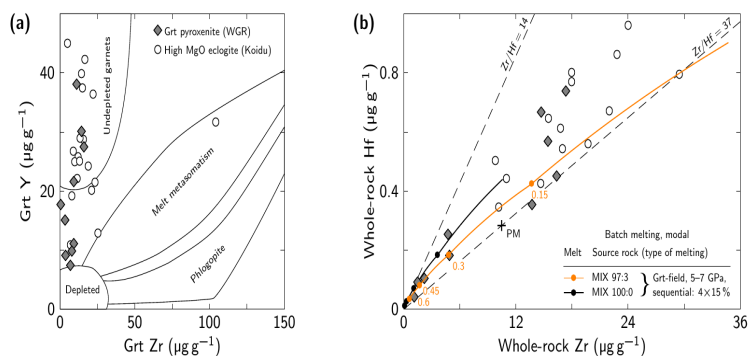 (a)
Grt pyroxenite (WGR)
High MgO eclogite (Koidu)
Undepleted garnets
Melt metasomatism
Phlogopite
Depleted
40
20
0
Grt Y (µg g⁻¹)
0
50
100
150
Grt Zr (µg g⁻¹)
(b)
Zr/Hf = 14
Zr/Hf = 37
0.8
0.4
0
Whole-rock Hf (µg g⁻¹)
0.15
PM
0.3
0.45
0.6
Batch melting, modal
Melt Source rock (type of melting)
MIX 97:3
MIX 100:0
} Grt-field, 5–7 GPa,
sequential: 4×15 %
0
12
24
36
Whole-rock Zr (µg g⁻¹)